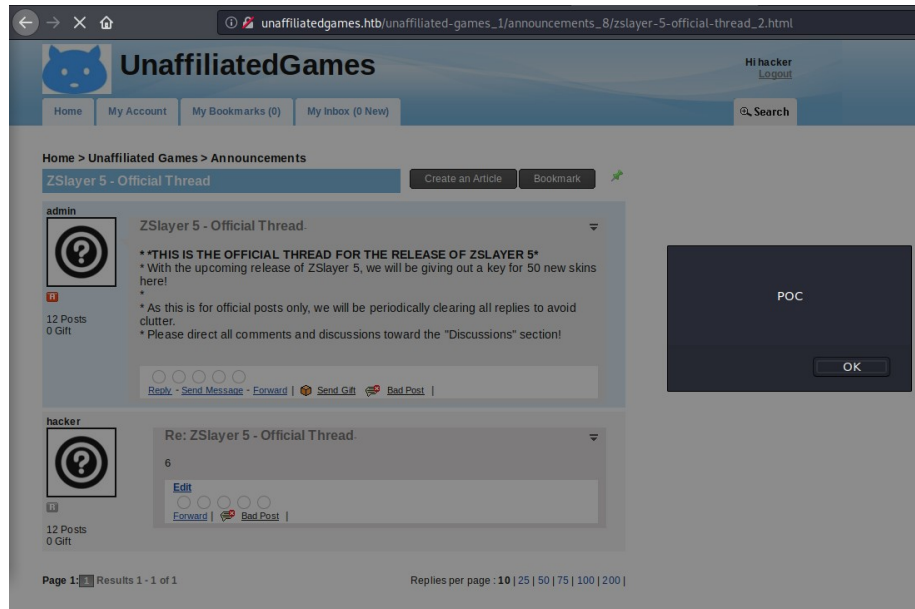 unaffiliatedgames.htb/unaffiliated-games_1/announcements_8/zslayer-5-official-thread_2.html
UnaffiliatedGames
Hi hacker
Logout
Home
My Account
My Bookmarks (0)
My Inbox (0 New)
Search
Home > Unaffiliated Games > Announcements
ZSlayer 5 - Official Thread
Create an Article
Bookmark
admin
ZSlayer 5 - Official Thread-
* *THIS IS THE OFFICIAL THREAD FOR THE RELEASE OF ZSLAYER 5*
* With the upcoming release of ZSlayer 5, we will be giving out a key for 50 new skins
here!
*
* As this is for official posts only, we will be periodically clearing all replies to avoid
clutter.
* Please direct all comments and discussions toward the "Discussions" section!
R
12 Posts
0 Gift
Reply - Send Message - Forward | Send Gift Bad Post |
POC
OK
hacker
Re: ZSlayer 5 - Official Thread-
6
Edit
Forward | Bad Post |
R
12 Posts
0 Gift
Page 1: 1 Results 1 - 1 of 1
Replies per page : 10 | 25 | 50 | 75 | 100 | 200 |